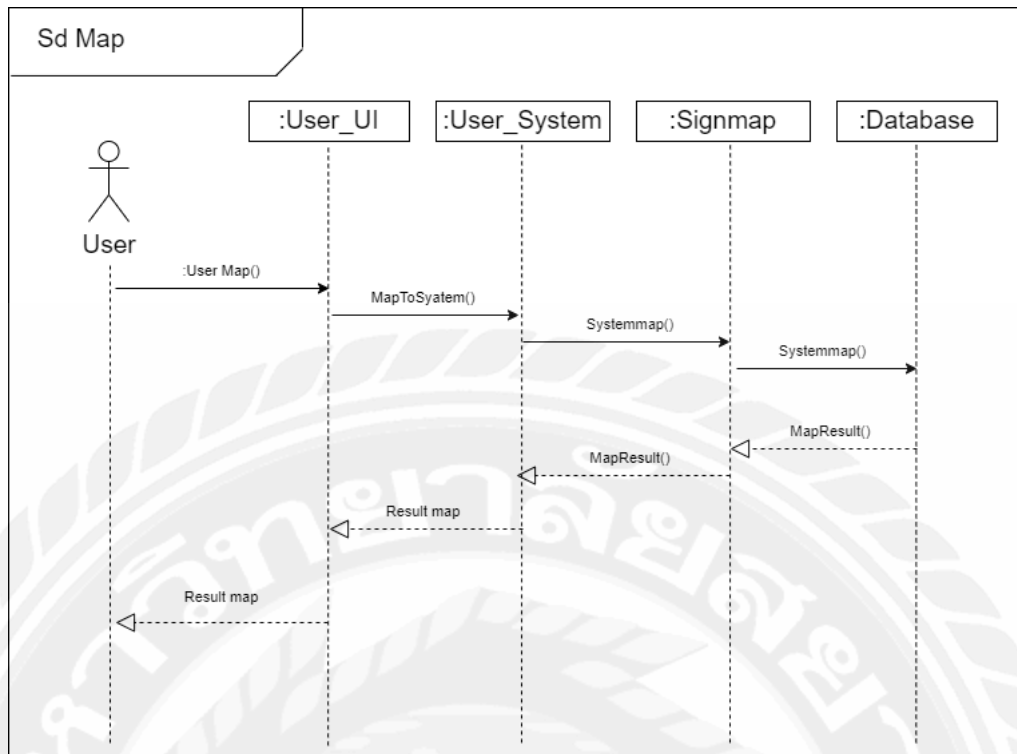 Sd Map
:User_UI
:User_System
:Signmap
:Database
User
:User Map()
MapToSyatem()
Systemmap()
Systemmap()
MapResult()
MapResult()
Result map
Result map